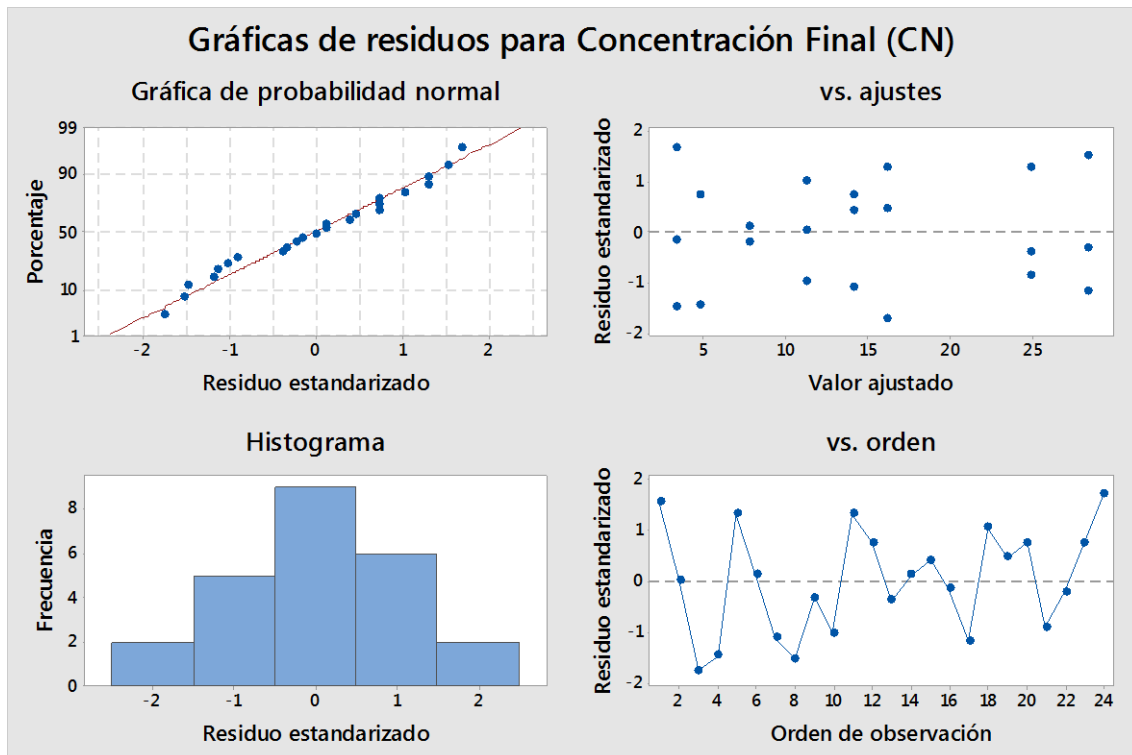 Gráficas de residuos para Concentración Final (CN)
Gráfica de probabilidad normal
99
90
50
10
1
Porcentaje
-2 -1 0 1 2
Residuo estandarizado
vs. ajustes
2
1
0
-1
-2
Residuo estandarizado
5 10 15 20 25
Valor ajustado
Histograma
8
6
4
2
0
Frecuencia
-2 -1 0 1 2
Residuo estandarizado
vs. orden
2
1
0
-1
-2
Residuo estandarizado
2 4 6 8 10 12 14 16 18 20 22 24
Orden de observación